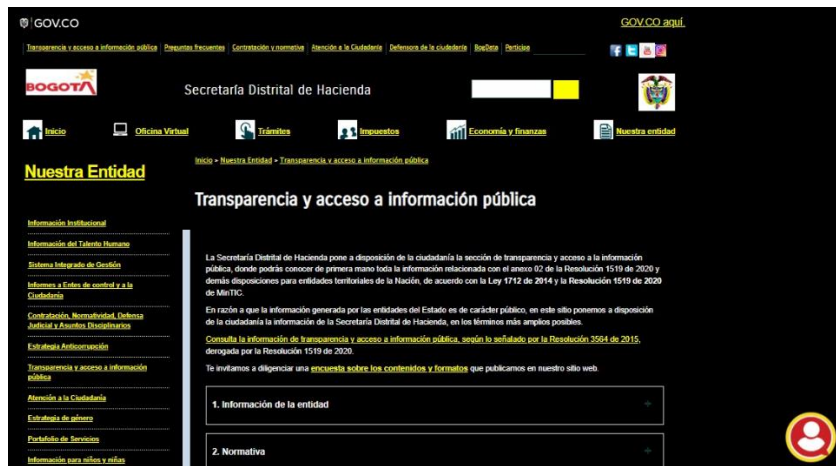 GOV.CO
GOV.CO aquí.
Transparencia y acceso a información pública Preguntas frecuentes Contratación y normativa Atención a la Ciudadanía Defensora de la ciudadanía BogData Participa
BOGOTÁ
Secretaría Distrital de Hacienda
Inicio Oficina Virtual Trámites Impuestos Economía y finanzas Nuestra entidad
Nuestra Entidad
Inicio » Nuestra Entidad » Transparencia y acceso a información pública
Transparencia y acceso a información pública
Información Institucional
Información del Talento Humano
Sistema Integrado de Gestión
Informes a Entes de control y a la
Ciudadanía
Contratación, Normatividad, Defensa
Judicial y Asuntos Disciplinarios
Estrategia Anticorrupción
Transparencia y acceso a información
pública
Atención a la Ciudadanía
Estrategia de género
Portafolio de Servicios
Información para niños y niñas
La Secretaría Distrital de Hacienda pone a disposición de la ciudadanía la sección de transparencia y acceso a la información
pública, donde podrás conocer de primera mano toda la información relacionada con el anexo 02 de la Resolución 1519 de 2020 y
demás disposiciones para entidades territoriales de la Nación, de acuerdo con la Ley 1712 de 2014 y la Resolución 1519 de 2020
de MinTIC.
En razón a que la información generada por las entidades del Estado es de carácter público, en este sitio ponemos a disposición
de la ciudadanía la información de la Secretaría Distrital de Hacienda, en los términos más amplios posibles.
Consulta la información de transparencia y acceso a información pública, según lo señalado por la Resolución 3564 de 2015,
derogada por la Resolución 1519 de 2020.
Te invitamos a diligenciar una encuesta sobre los contenidos y formatos que publicamos en nuestro sitio web.
1. Información de la entidad +
2. Normativa +